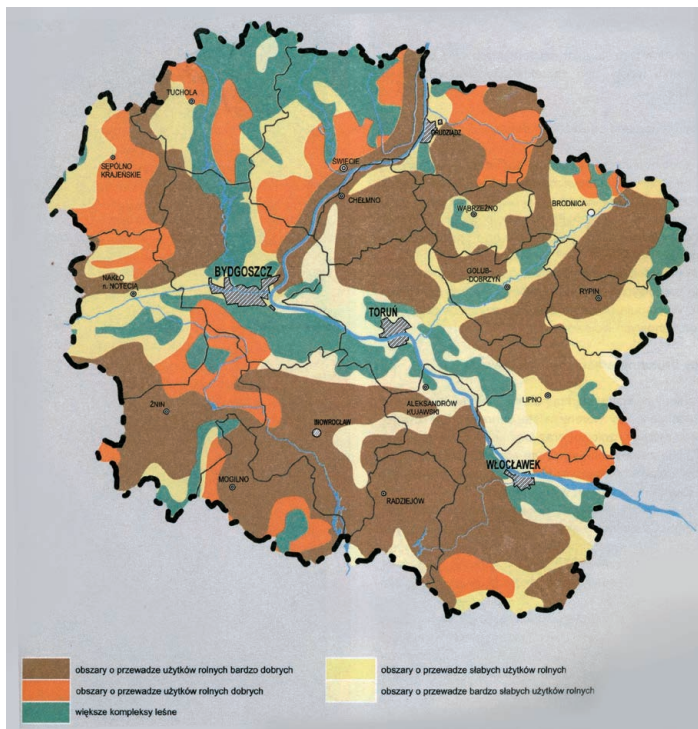 TUCHOLA
GRUDZIĄDZ
SĘPÓLNO
KRAJEŃSKIE
ŚWIECIE
CHEŁMNO
WĄBRZEŹNO
BRODNICA
BYDGOSZCZ
NAKŁO
n. NOTECIĄ
GOLUB-
DOBRZYŃ
RYPIN
TORUŃ
ŻNIN
ALEKSANDRÓW
KUJAWSKI
LIPNO
INOWROCŁAW
WŁOCŁAWEK
MOGILNO
RADZIEJÓW
obszary o przewadze użytków rolnych bardzo dobrych
obszary o przewadze użytków rolnych dobrych
większe kompleksy leśne
obszary o przewadze słabych użytków rolnych
obszary o przewadze bardzo słabych użytków rolnych